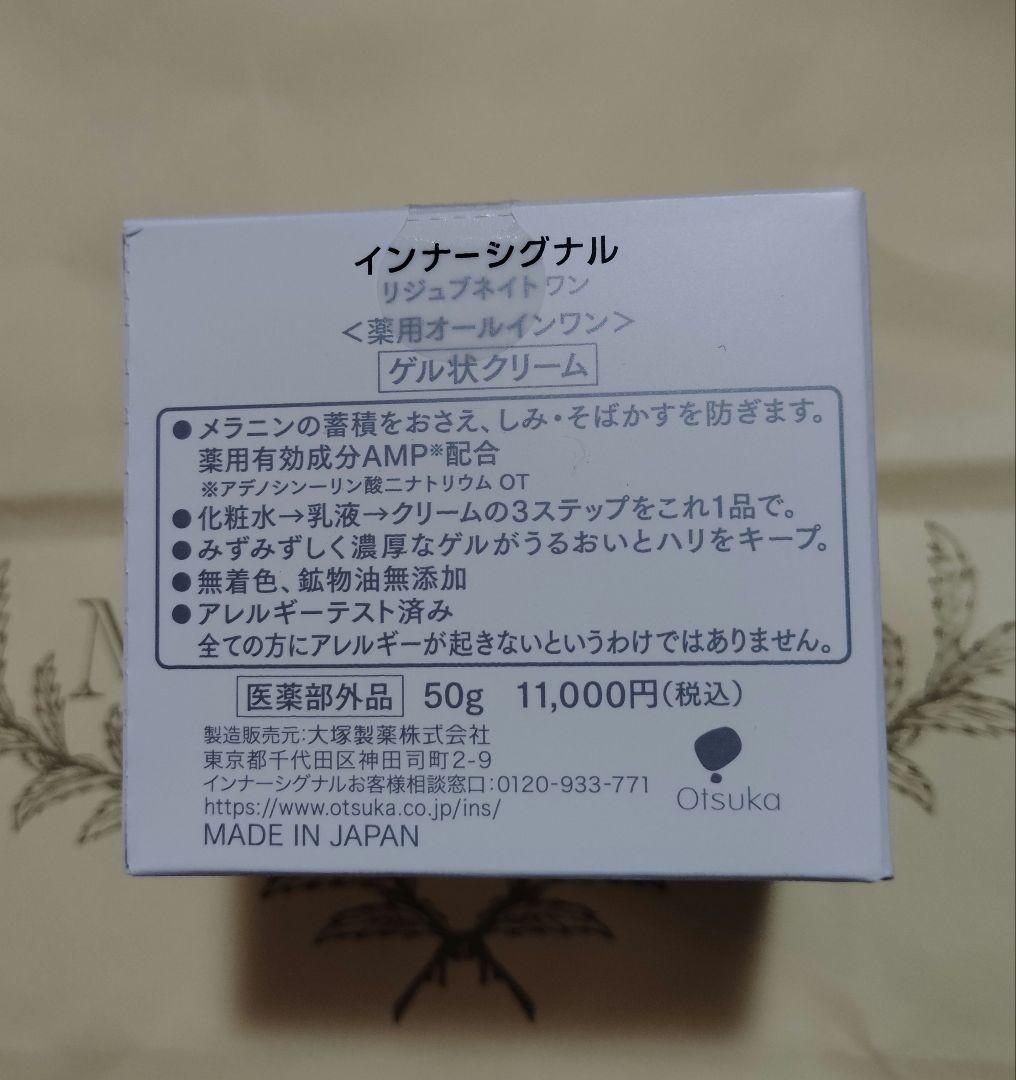 インナーシグナル
リジュブネイトワン
<薬用オールインワン>
ゲル状クリーム
●メラニンの蓄積をおさえ、しみ・そばかすを防ぎます。
薬用有効成分AMP※配合
※アデノシン一リン酸二ナトリウム OT
●化粧水→乳液→クリームの3ステップをこれ1品で。
●みずみずしく濃厚なゲルがうるおいとハリをキープ。
●無着色、鉱物油無添加
●アレルギーテスト済み
全ての方にアレルギーが起きないというわけではありません。
医薬部外品 50g 11,000円(税込)
製造販売元:大塚製薬株式会社
東京都千代田区神田司町2-9
インナーシグナルお客様相談窓口:0120-933-771
https://www.otsuka.co.jp/ins/
MADE IN JAPAN
Otsuka